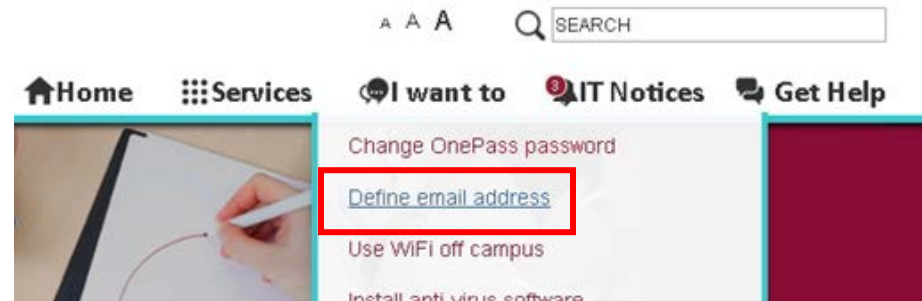 A A A SEARCH
Home Services I want to 3 IT Notices Get Help
Change OnePass password
Define email address
Use WiFi off campus
Install anti virus software